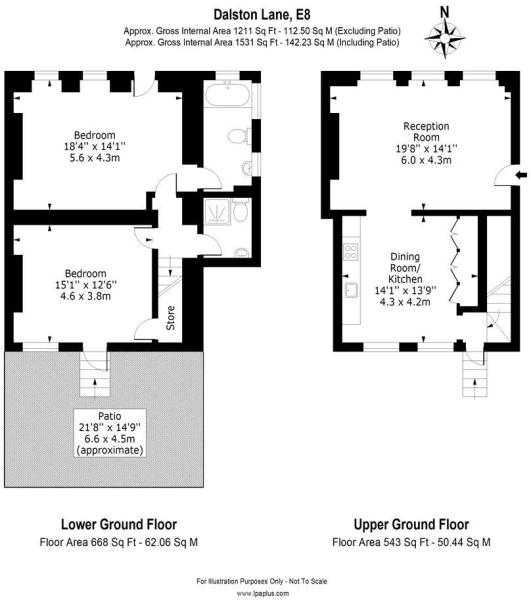 Dalston Lane, E8
Approx. Gross Internal Area 1211 Sq Ft - 112.50 Sq M (Excluding Patio)
Approx. Gross Internal Area 1531 Sq Ft - 142.23 Sq M (Including Patio)
N
Bedroom
18'4'' x 14'1''
5.6 x 4.3m
Bedroom
15'1'' x 12'6''
4.6 x 3.8m
Store
Patio
21'8'' x 14'9''
6.6 x 4.5m
(approximate)
Reception
Room
19'8'' x 14'1''
6.0 x 4.3m
Dining
Room/
Kitchen
14'1'' x 13'9''
4.3 x 4.2m
Lower Ground Floor
Floor Area 668 Sq Ft - 62.06 Sq M
Upper Ground Floor
Floor Area 543 Sq Ft - 50.44 Sq M
For Illustration Purposes Only - Not To Scale
www.lpaplus.com